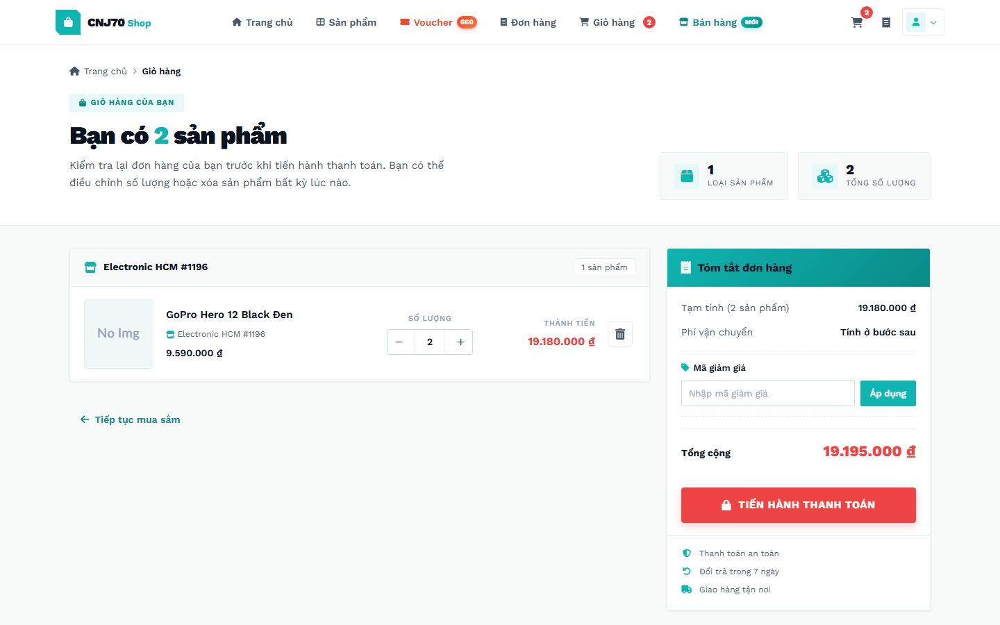 CNJ70 Shop
Trang chủ
Sản phẩm
Voucher 660
Đơn hàng
Giỏ hàng 2
Bán hàng MỚI
2
Trang chủ > Giỏ hàng
GIỎ HÀNG CỦA BẠN
Bạn có 2 sản phẩm
Kiểm tra lại đơn hàng của bạn trước khi tiến hành thanh toán. Bạn có thể
điều chỉnh số lượng hoặc xóa sản phẩm bất kỳ lúc nào.
1
LOẠI SẢN PHẨM
2
TỔNG SỐ LƯỢNG
Electronic HCM #1196
1 sản phẩm
No Img
GoPro Hero 12 Black Đen
Electronic HCM #1196
9.590.000 ₫
SỐ LƯỢNG
− 2 +
THÀNH TIỀN
19.180.000 ₫
Tiếp tục mua sắm
Tóm tắt đơn hàng
Tạm tính (2 sản phẩm) 19.180.000 ₫
Phí vận chuyển Tính ở bước sau
Mã giảm giá
Nhập mã giảm giá
Áp dụng
Tổng cộng 19.195.000 ₫
TIẾN HÀNH THANH TOÁN
Thanh toán an toàn
Đổi trả trong 7 ngày
Giao hàng tận nơi